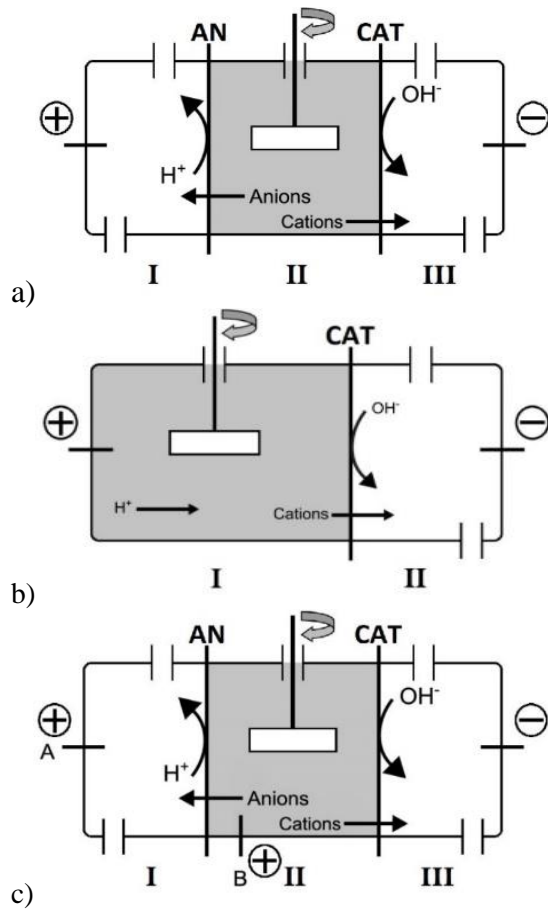 AN CAT
+ OH⁻ −
H⁺
Anions
Cations
I II III
a)
CAT
+ OH⁻ −
H⁺ Cations
I II
b)
AN CAT
+ OH⁻ −
A
H⁺
Anions
Cations
I B + II III
c)